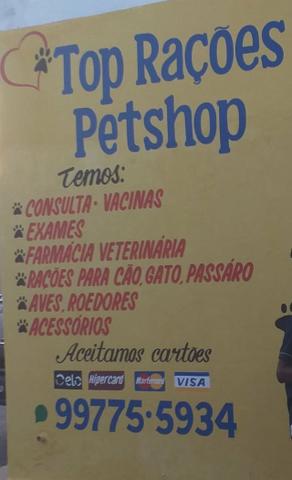 Top Rações
Petshop
Temos:
CONSULTA · VACINAS
EXAMES
FARMÁCIA VETERINÁRIA
RAÇÕES PARA CÃO, GATO, PASSÁRO
AVES, ROEDORES
ACESSÓRIOS
Aceitamos cartões
elo Hipercard MasterCard VISA
99775·5934